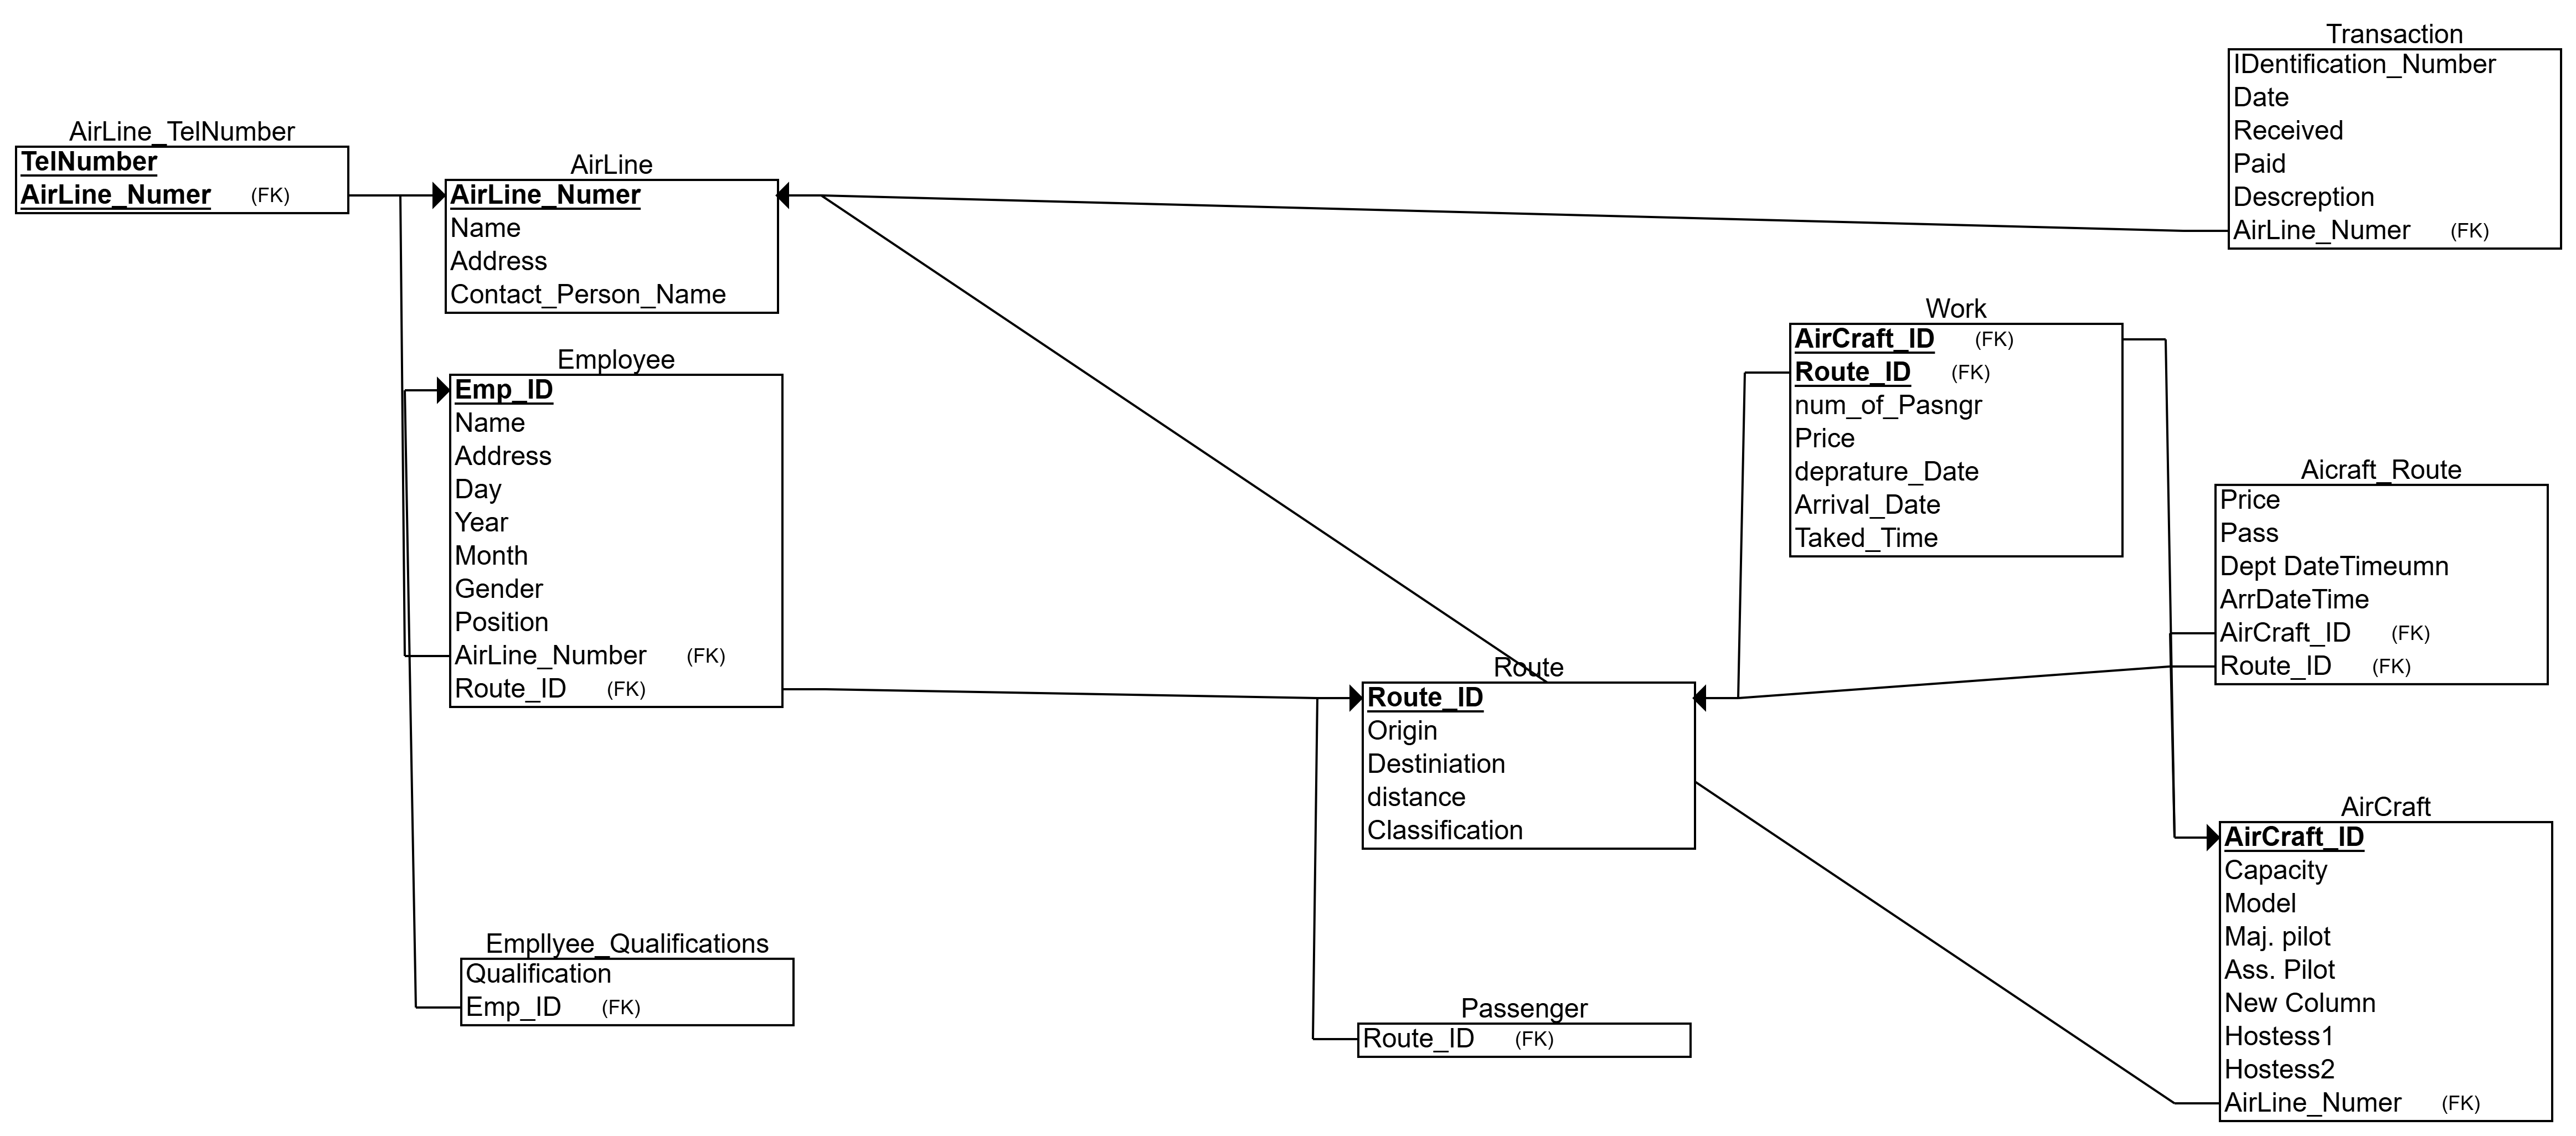 Transaction
IDentification_Number
Date
Received
Paid
Descreption
AirLine_Numer (FK)
AirLine_TelNumber
TelNumber
AirLine_Numer (FK)
AirLine
AirLine_Numer
Name
Address
Contact_Person_Name
Work
AirCraft_ID (FK)
Route_ID (FK)
num_of_Pasngr
Price
deprature_Date
Arrival_Date
Taked_Time
Employee
Emp_ID
Name
Address
Day
Year
Month
Gender
Position
AirLine_Number (FK)
Route_ID (FK)
Aicraft_Route
Price
Pass
Dept DateTimeumn
ArrDateTime
AirCraft_ID (FK)
Route_ID (FK)
Route
Route_ID
Origin
Destiniation
distance
Classification
AirCraft
AirCraft_ID
Capacity
Model
Maj. pilot
Ass. Pilot
New Column
Hostess1
Hostess2
AirLine_Numer (FK)
Empllyee_Qualifications
Qualification
Emp_ID (FK)
Passenger
Route_ID (FK)